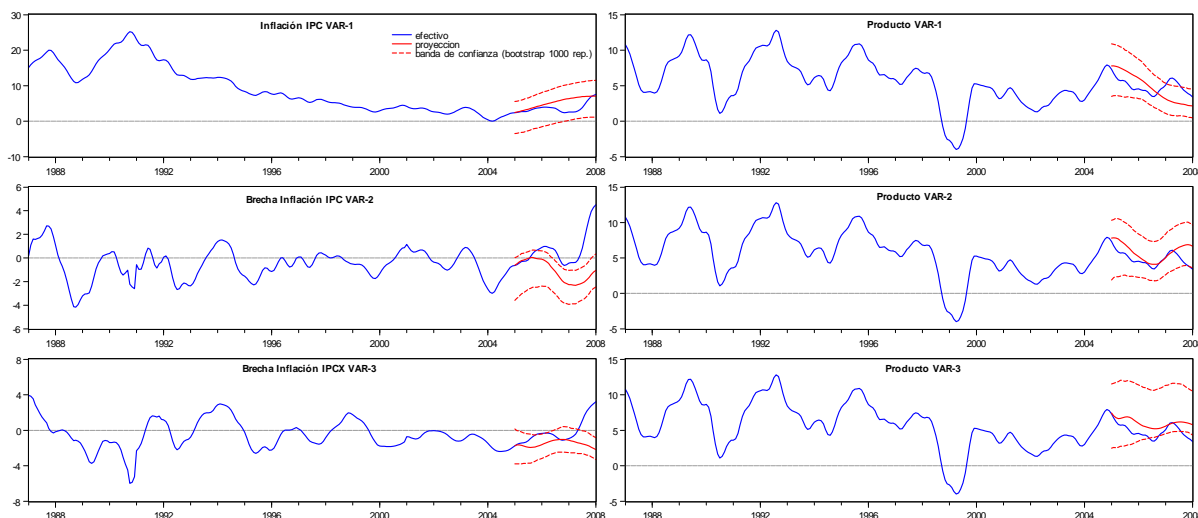 Inflación IPC VAR-1
30
20
10
0
-10
1988 1992 1996 2000 2004 2008
efectivo
proyeccion
banda de confianza (bootstrap 1000 rep.)
Producto VAR-1
15
10
5
0
-5
1988 1992 1996 2000 2004
Brecha Inflación IPC VAR-2
6
4
2
0
-2
-4
-6
1988 1992 1996 2000 2004 2008
Producto VAR-2
15
10
5
0
-5
1988 1992 1996 2000 2004
Brecha Inflación IPCX VAR-3
8
4
0
-4
-8
1988 1992 1996 2000 2004 2008
Producto VAR-3
15
10
5
0
-5
1988 1992 1996 2000 2004